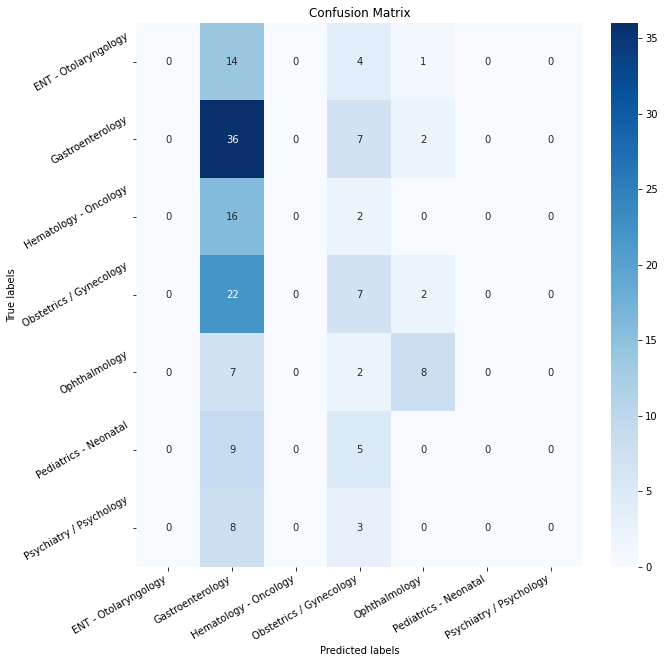 Confusion Matrix
ENT - Otolaryngology 0 14 0 4 1 0 0
Gastroenterology 0 36 0 7 2 0 0
Hematology - Oncology 0 16 0 2 0 0 0
Obstetrics / Gynecology 0 22 0 7 2 0 0
Ophthalmology 0 7 0 2 8 0 0
Pediatrics - Neonatal 0 9 0 5 0 0 0
Psychiatry / Psychology 0 8 0 3 0 0 0
True labels
ENT - Otolaryngology
Gastroenterology
Hematology - Oncology
Obstetrics / Gynecology
Ophthalmology
Pediatrics - Neonatal
Psychiatry / Psychology
Predicted labels
35
30
25
20
15
10
5
0